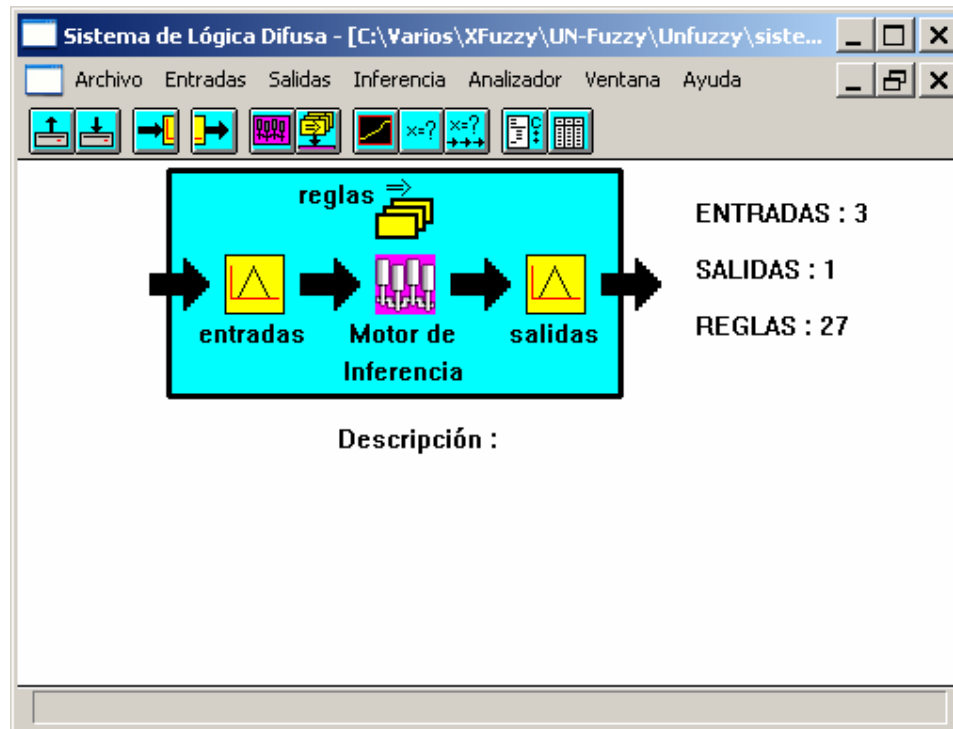 Sistema de Lógica Difusa - [C:\Varios\XFuzzy\UN-Fuzzy\Unfuzzy\siste...
Archivo Entradas Salidas Inferencia Analizador Ventana Ayuda
x=? x=? C
reglas
entradas Motor de Inferencia salidas
ENTRADAS : 3
SALIDAS : 1
REGLAS : 27
Descripción :